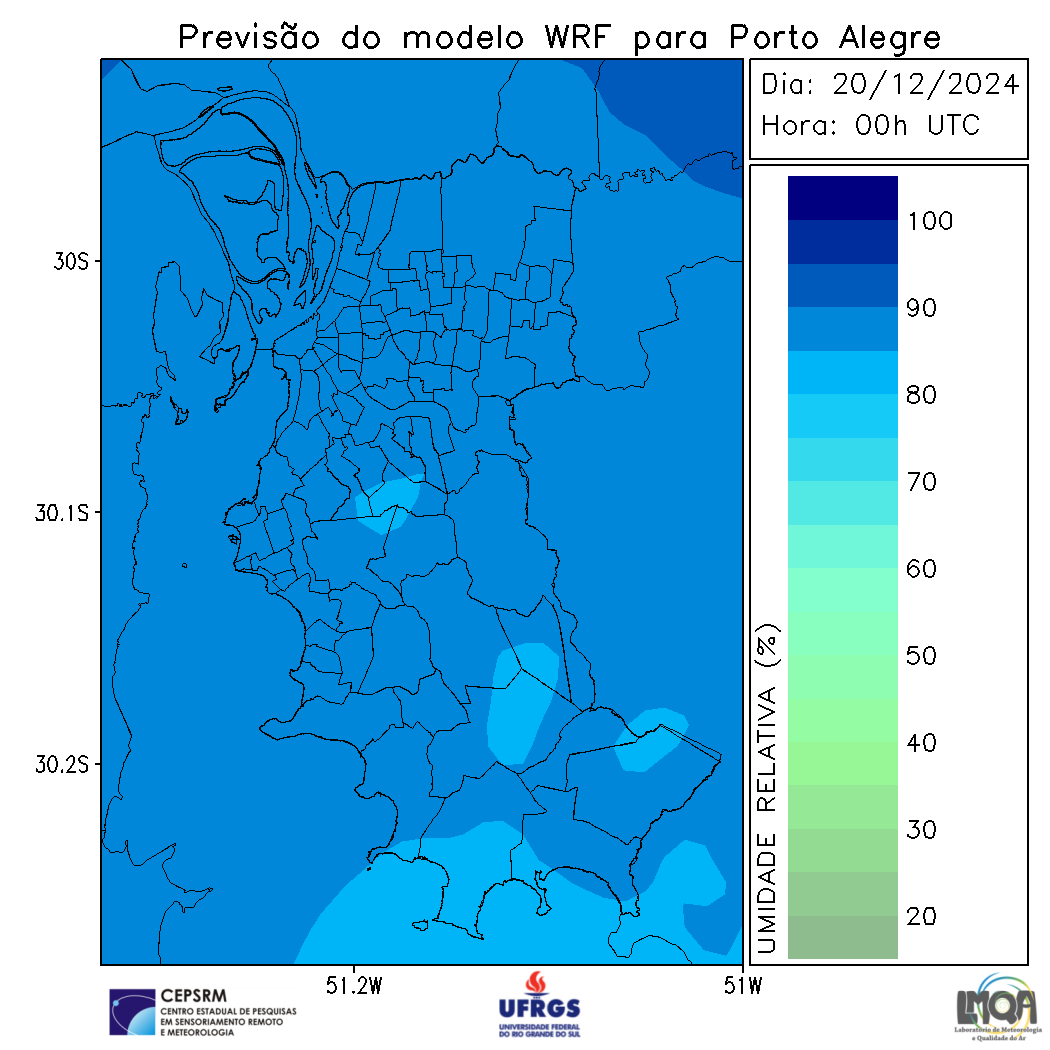 Previsão do modelo WRF para Porto Alegre
Dia: 20/12/2024
Hora: 00h UTC
100
90
80
70
60
50
40
30
20
UMIDADE RELATIVA (%)
30S
30.1S
30.2S
51.2W
51W
CEPSRM
CENTRO ESTADUAL DE PESQUISAS
EM SENSORIAMENTO REMOTO
E METEOROLOGIA
UFRGS
UNIVERSIDADE FEDERAL
DO RIO GRANDE DO SUL
LMQA
Laboratório de Meteorologia
e Qualidade do Ar